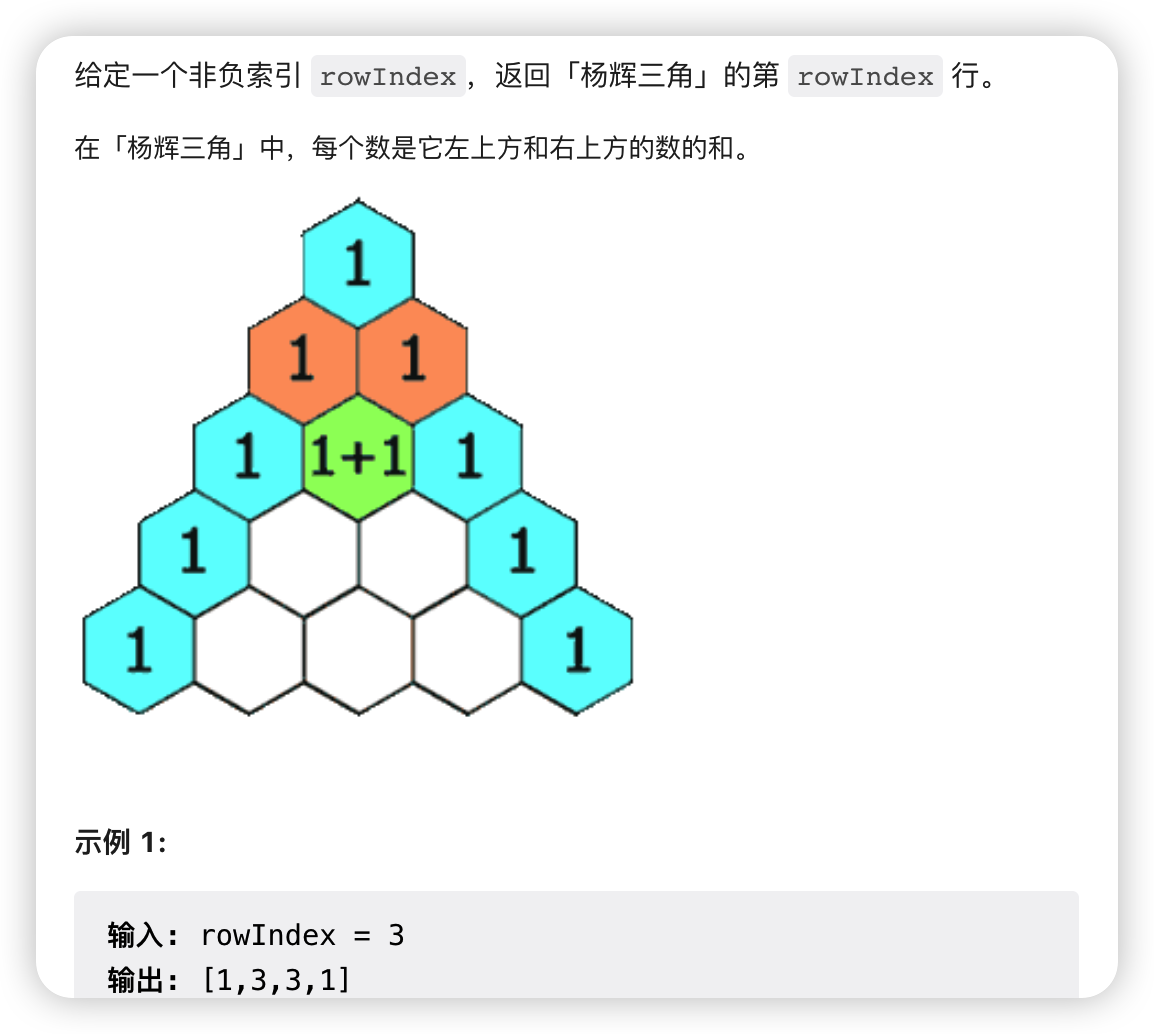 给定一个非负索引 rowIndex，返回「杨辉三角」的第 rowIndex 行。
在「杨辉三角」中，每个数是它左上方和右上方的数的和。
1
1 1
1 1+1 1
1 1
1 1
示例 1:
输入: rowIndex = 3
输出: [1,3,3,1]